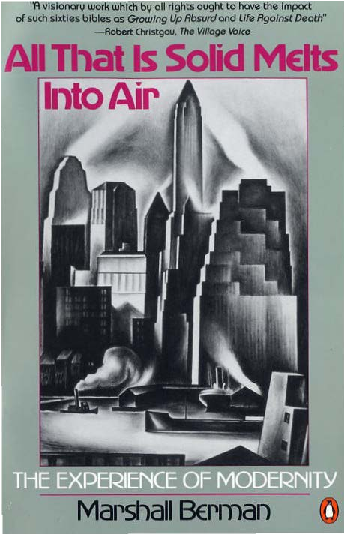 "A visionary work which by all rights ought to have the impact
of such sixties bibles as Growing Up Absurd and Life Against Death"
—Robert Christgau, The Village Voice
All That Is Solid Melts
Into Air
THE EXPERIENCE OF MODERNITY
Marshall Berman